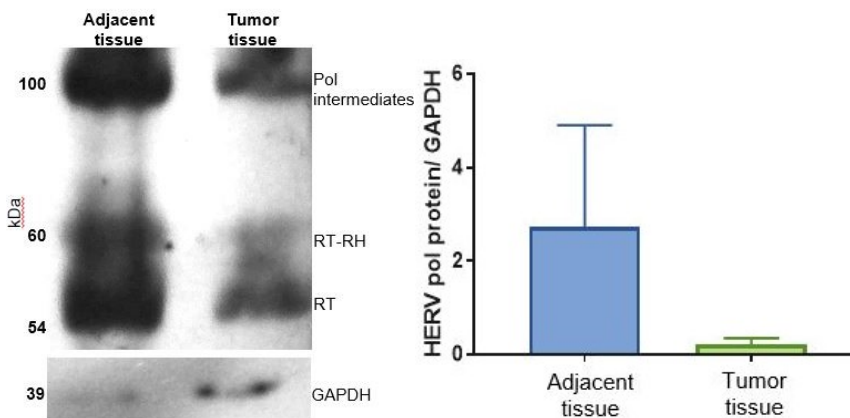 Adjacent
tissue
Tumor
tissue
100
Pol
intermediates
kDa
60
RT-RH
RT
54
39
GAPDH
HERV pol protein/ GAPDH
6
4
2
0
Adjacent
tissue
Tumor
tissue